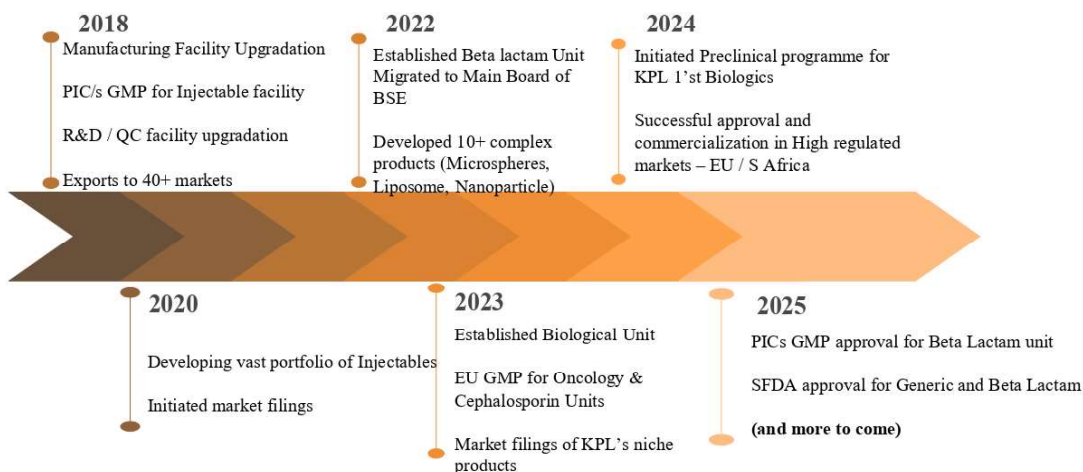 2018
Manufacturing Facility Upgradation
PIC/s GMP for Injectable facility
R&D / QC facility upgradation
Exports to 40+ markets
2020
Developing vast portfolio of Injectables
Initiated market filings
2022
Established Beta lactam Unit
Migrated to Main Board of
BSE
Developed 10+ complex
products (Microspheres,
Liposome, Nanoparticle)
2023
Established Biological Unit
EU GMP for Oncology &
Cephalosporin Units
Market filings of KPL's niche
products
2024
Initiated Preclinical programme for
KPL 1'st Biologics
Successful approval and
commercialization in High regulated
markets – EU / S Africa
2025
PICs GMP approval for Beta Lactam unit
SFDA approval for Generic and Beta Lactam
(and more to come)